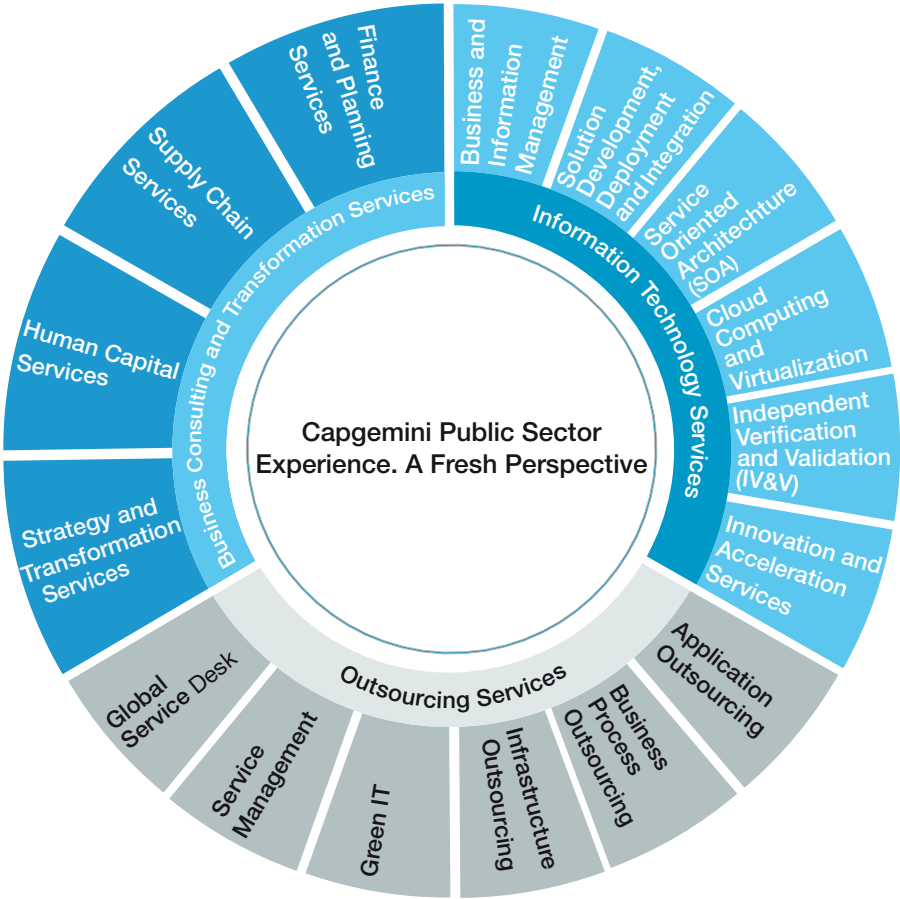 Capgemini Public Sector
Experience. A Fresh Perspective
Business Consulting and Transformation Services
Finance
and Planning
Services
Supply Chain
Services
Human Capital
Services
Strategy and
Transformation
Services
Information Technology Services
Business and
Information
Management
Solution
Development,
Deployment
and Integration
Service
Oriented
Architechture
(SOA)
Cloud
Computing
and
Virtualization
Independent
Verification
and Validation
(IV&V)
Innovation and
Acceleration
Services
Outsourcing Services
Application
Outsourcing
Business
Process
Outsourcing
Infrastructure
Outsourcing
Green IT
Service
Management
Global
Service Desk